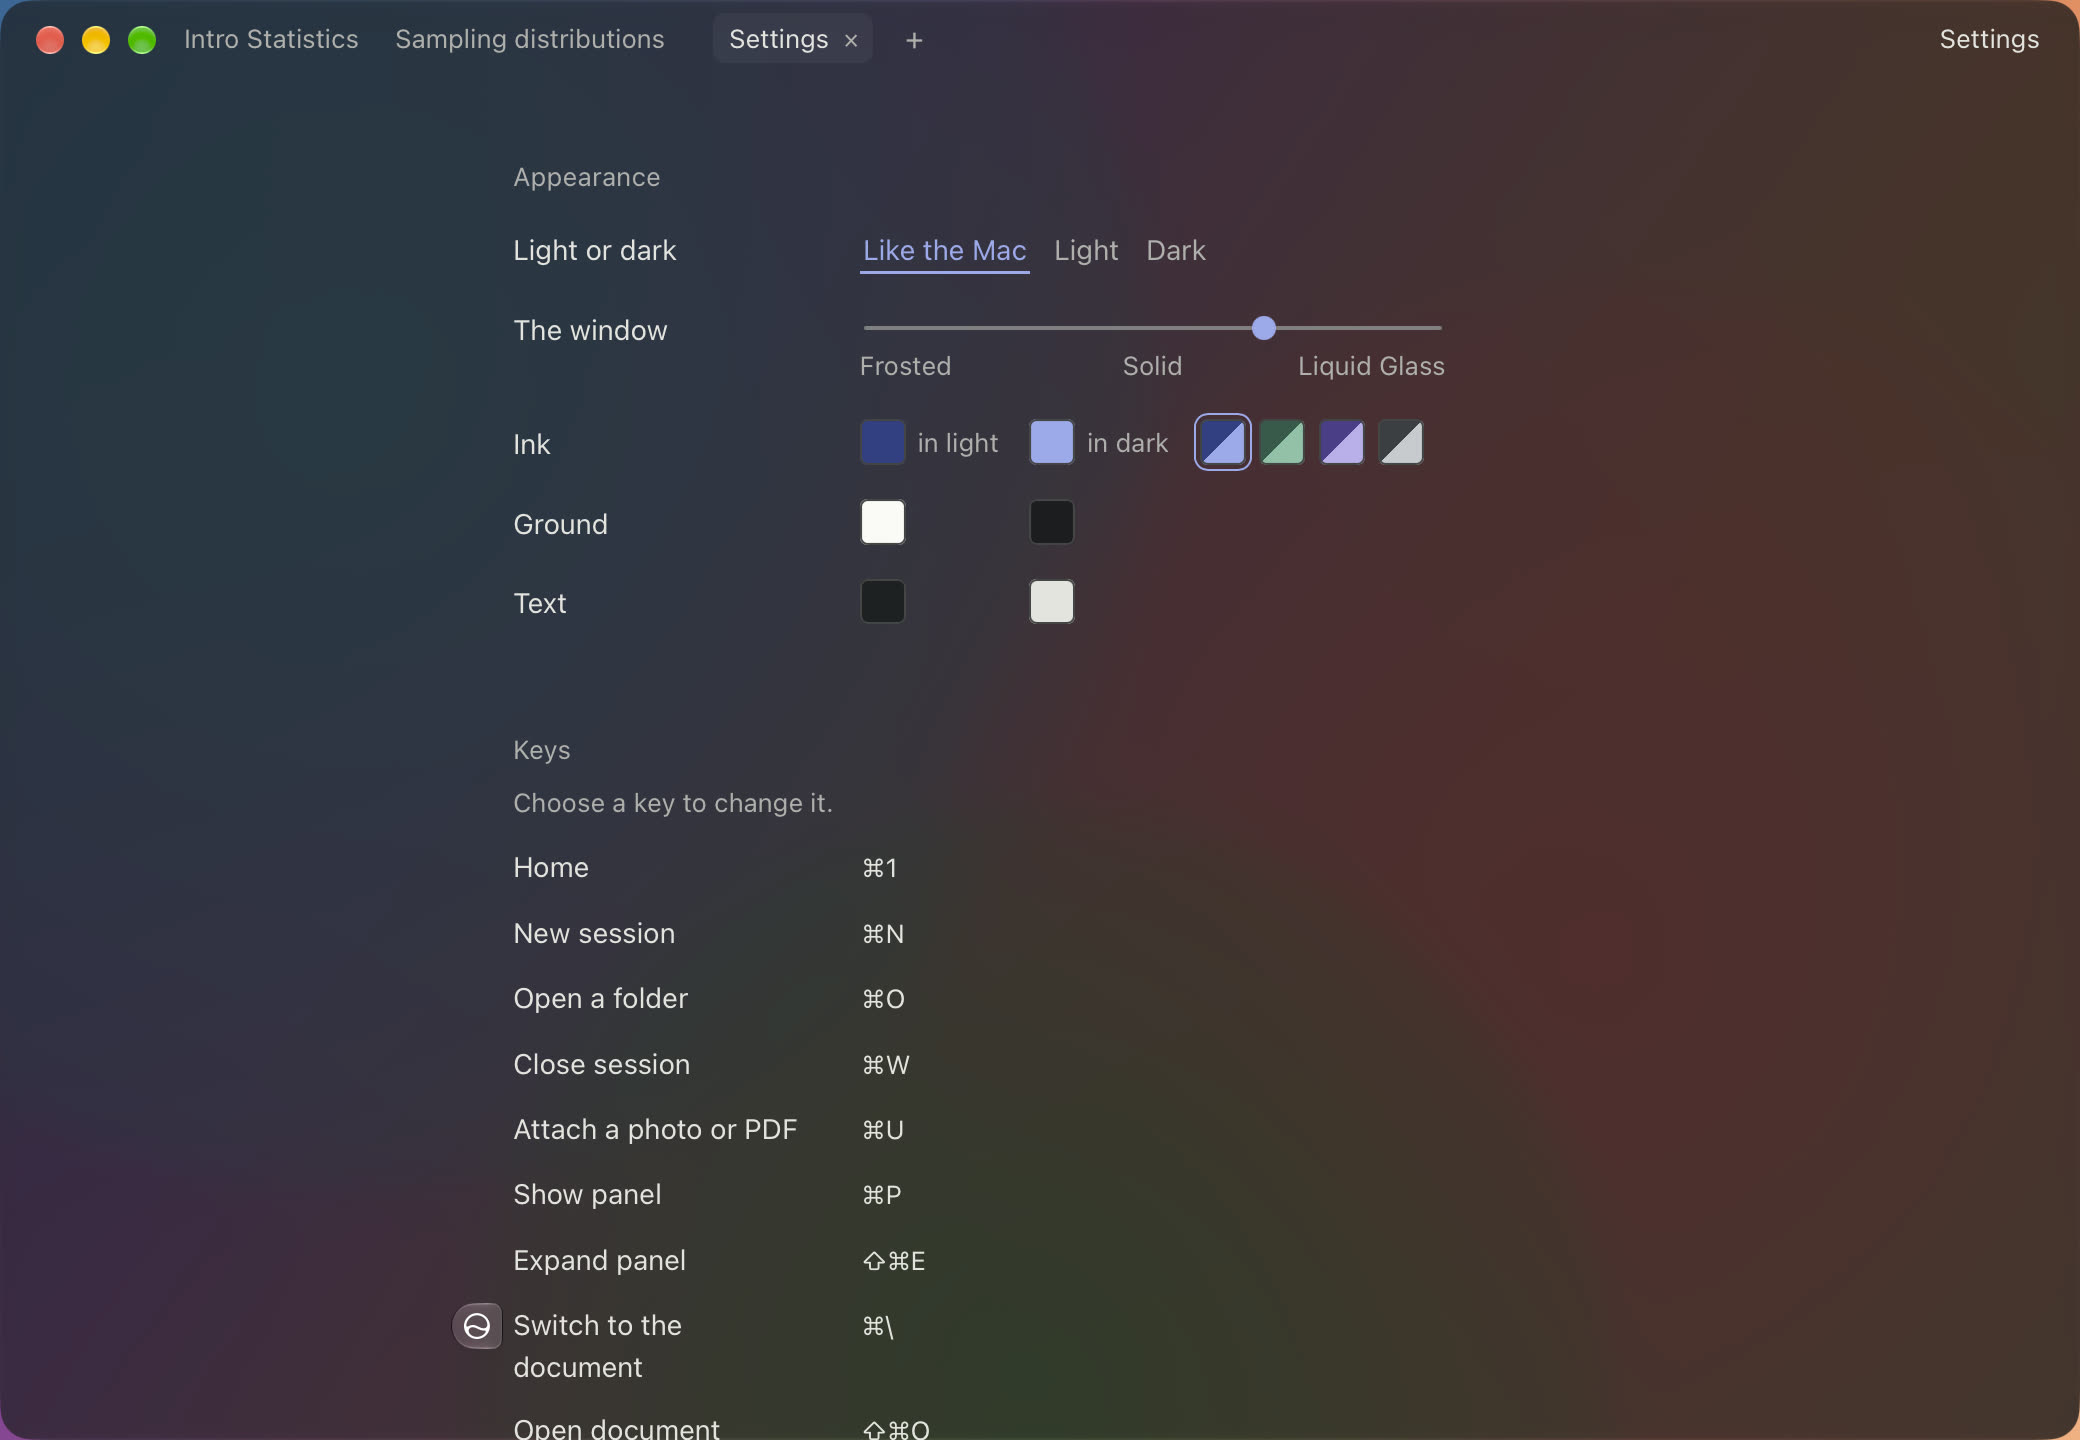 Intro Statistics Sampling distributions Settings × + Settings
Appearance
Light or dark Like the Mac Light Dark
The window
Frosted Solid Liquid Glass
Ink in light in dark
Ground
Text
Keys
Choose a key to change it.
Home ⌘1
New session ⌘N
Open a folder ⌘O
Close session ⌘W
Attach a photo or PDF ⌘U
Show panel ⌘P
Expand panel ⇧⌘E
Switch to the ⌘\
document
Open document ⇧⌘O